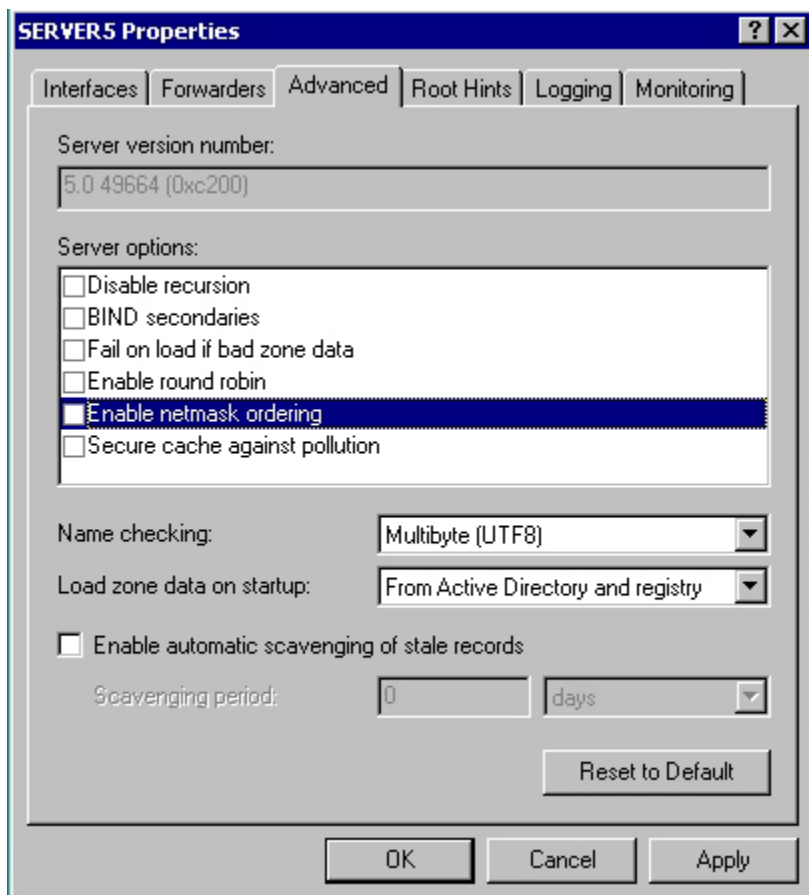 SERVER5 Properties
Interfaces Forwarders Advanced Root Hints Logging Monitoring
Server version number:
5.0 49664 (0xc200)
Server options:
Disable recursion
BIND secondaries
Fail on load if bad zone data
Enable round robin
Enable netmask ordering
Secure cache against pollution
Name checking: Multibyte (UTF8)
Load zone data on startup: From Active Directory and registry
Enable automatic scavenging of stale records
Scavenging period: 0 days
Reset to Default
OK Cancel Apply